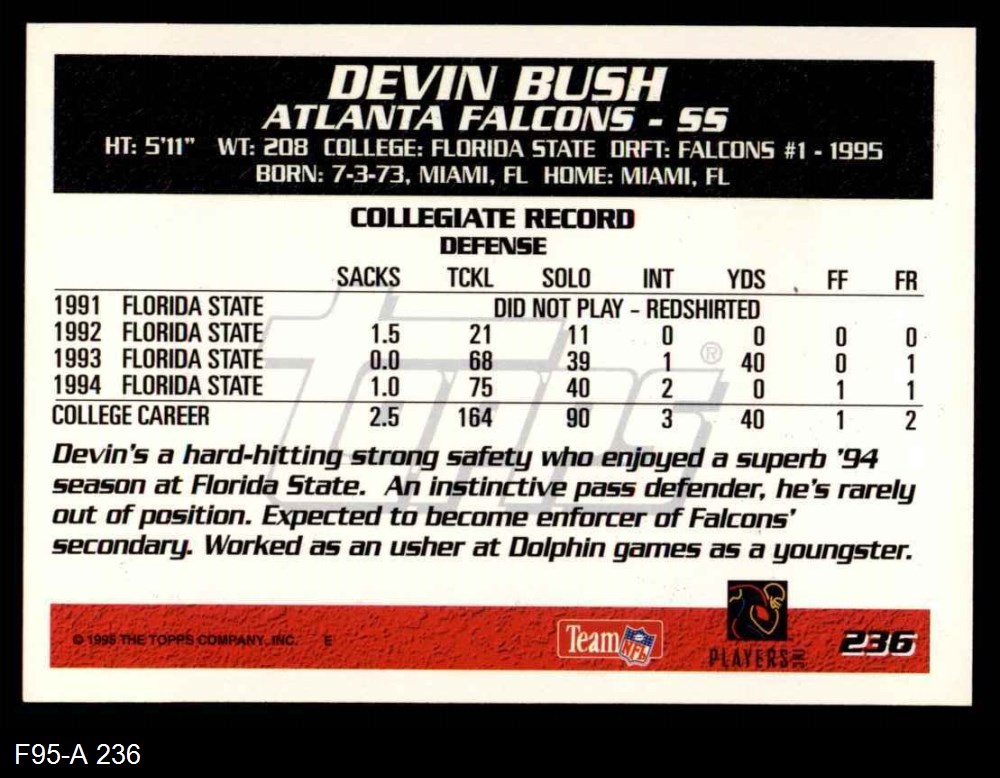 DEVIN BUSH
ATLANTA FALCONS - SS
HT: 5'11" WT: 208 COLLEGE: FLORIDA STATE DRFT: FALCONS #1 - 1995
BORN: 7-3-73, MIAMI, FL HOME: MIAMI, FL
COLLEGIATE RECORD
DEFENSE
SACKS TCKL SOLO INT YDS FF FR
1991 FLORIDA STATE DID NOT PLAY - REDSHIRTED
1992 FLORIDA STATE 1.5 21 11 0 0 0 0
1993 FLORIDA STATE 0.0 68 39 1 40 0 1
1994 FLORIDA STATE 1.0 75 40 2 0 1 1
COLLEGE CAREER 2.5 164 90 3 40 1 2
Topps ®
Devin's a hard-hitting strong safety who enjoyed a superb '94
season at Florida State. An instinctive pass defender, he's rarely
out of position. Expected to become enforcer of Falcons'
secondary. Worked as an usher at Dolphin games as a youngster.
© 1995 THE TOPPS COMPANY, INC. E
Team NFL
PLAYERS INC
236
F95-A 236